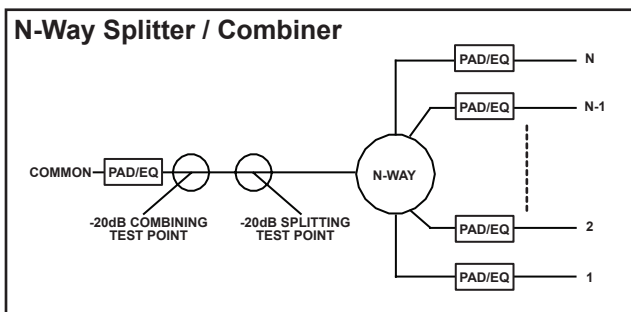 N-Way Splitter / Combiner
PAD/EQ
N
PAD/EQ
N-1
COMMON
PAD/EQ
N-WAY
-20dB COMBINING
TEST POINT
-20dB SPLITTING
TEST POINT
PAD/EQ
2
PAD/EQ
1